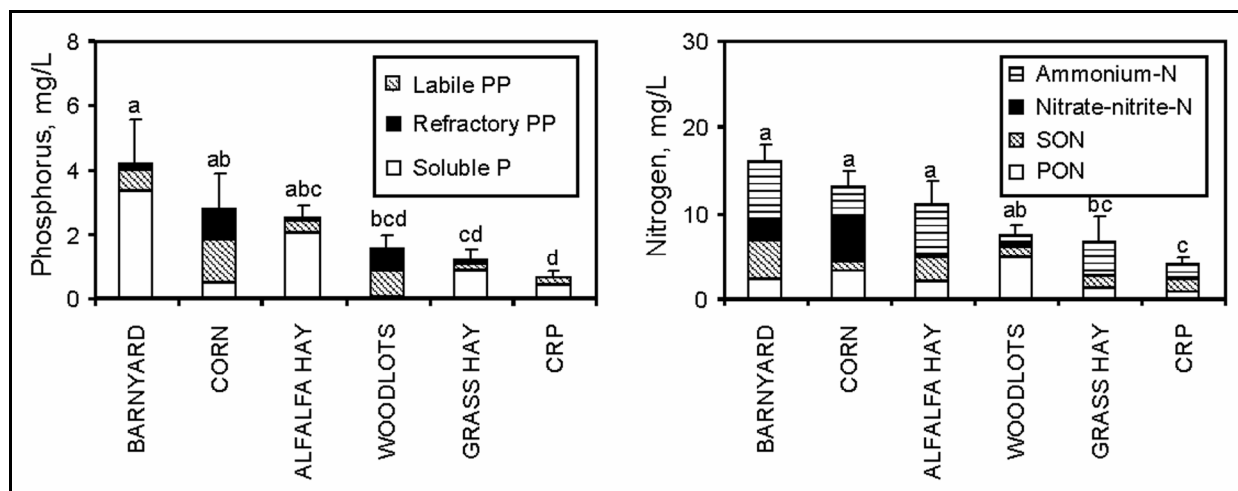 Phosphorus, mg/L
8
6
4
2
0
Labile PP
Refractory PP
Soluble P
a
ab
abc
bcd
cd
d
BARNYARD
CORN
ALFALFA HAY
WOODLOTS
GRASS HAY
CRP
Nitrogen, mg/L
30
20
10
0
Ammonium-N
Nitrate-nitrite-N
SON
PON
a
a
a
ab
bc
c
BARNYARD
CORN
ALFALFA HAY
WOODLOTS
GRASS HAY
CRP